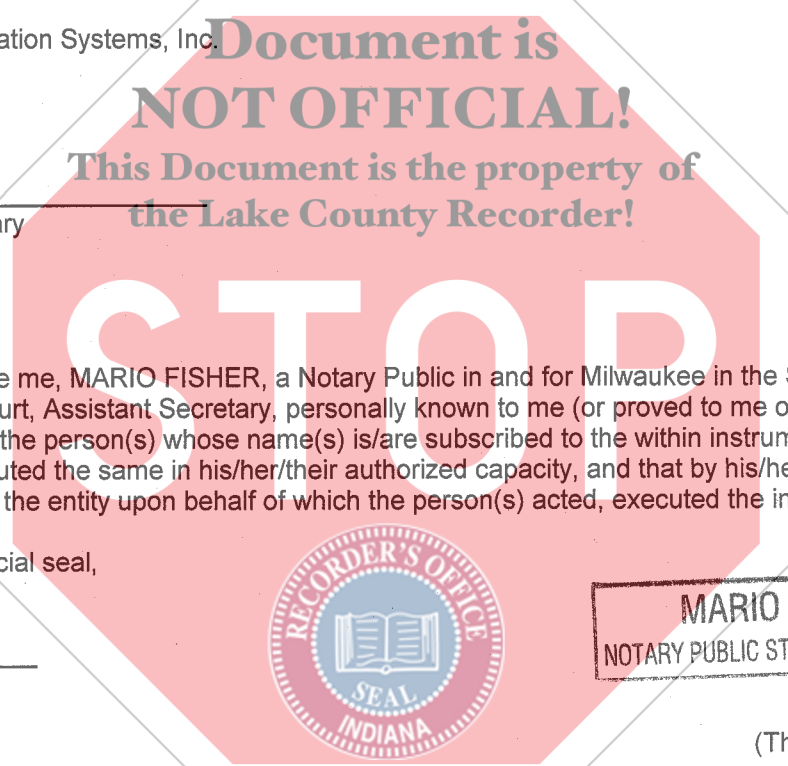 ation Systems, Inc.
Document is
NOT OFFICIAL!
This Document is the property of
the Lake County Recorder!
ary
STOP
e me, MARIO FISHER, a Notary Public in and for Milwaukee in the S
urt, Assistant Secretary, personally known to me (or proved to me o
the person(s) whose name(s) is/are subscribed to the within instrum
uted the same in his/her/their authorized capacity, and that by his/he
the entity upon behalf of which the person(s) acted, executed the in
cial seal,
RECORDER'S OFFICE
SEAL
INDIANA
MARIO
NOTARY PUBLIC ST
(Th